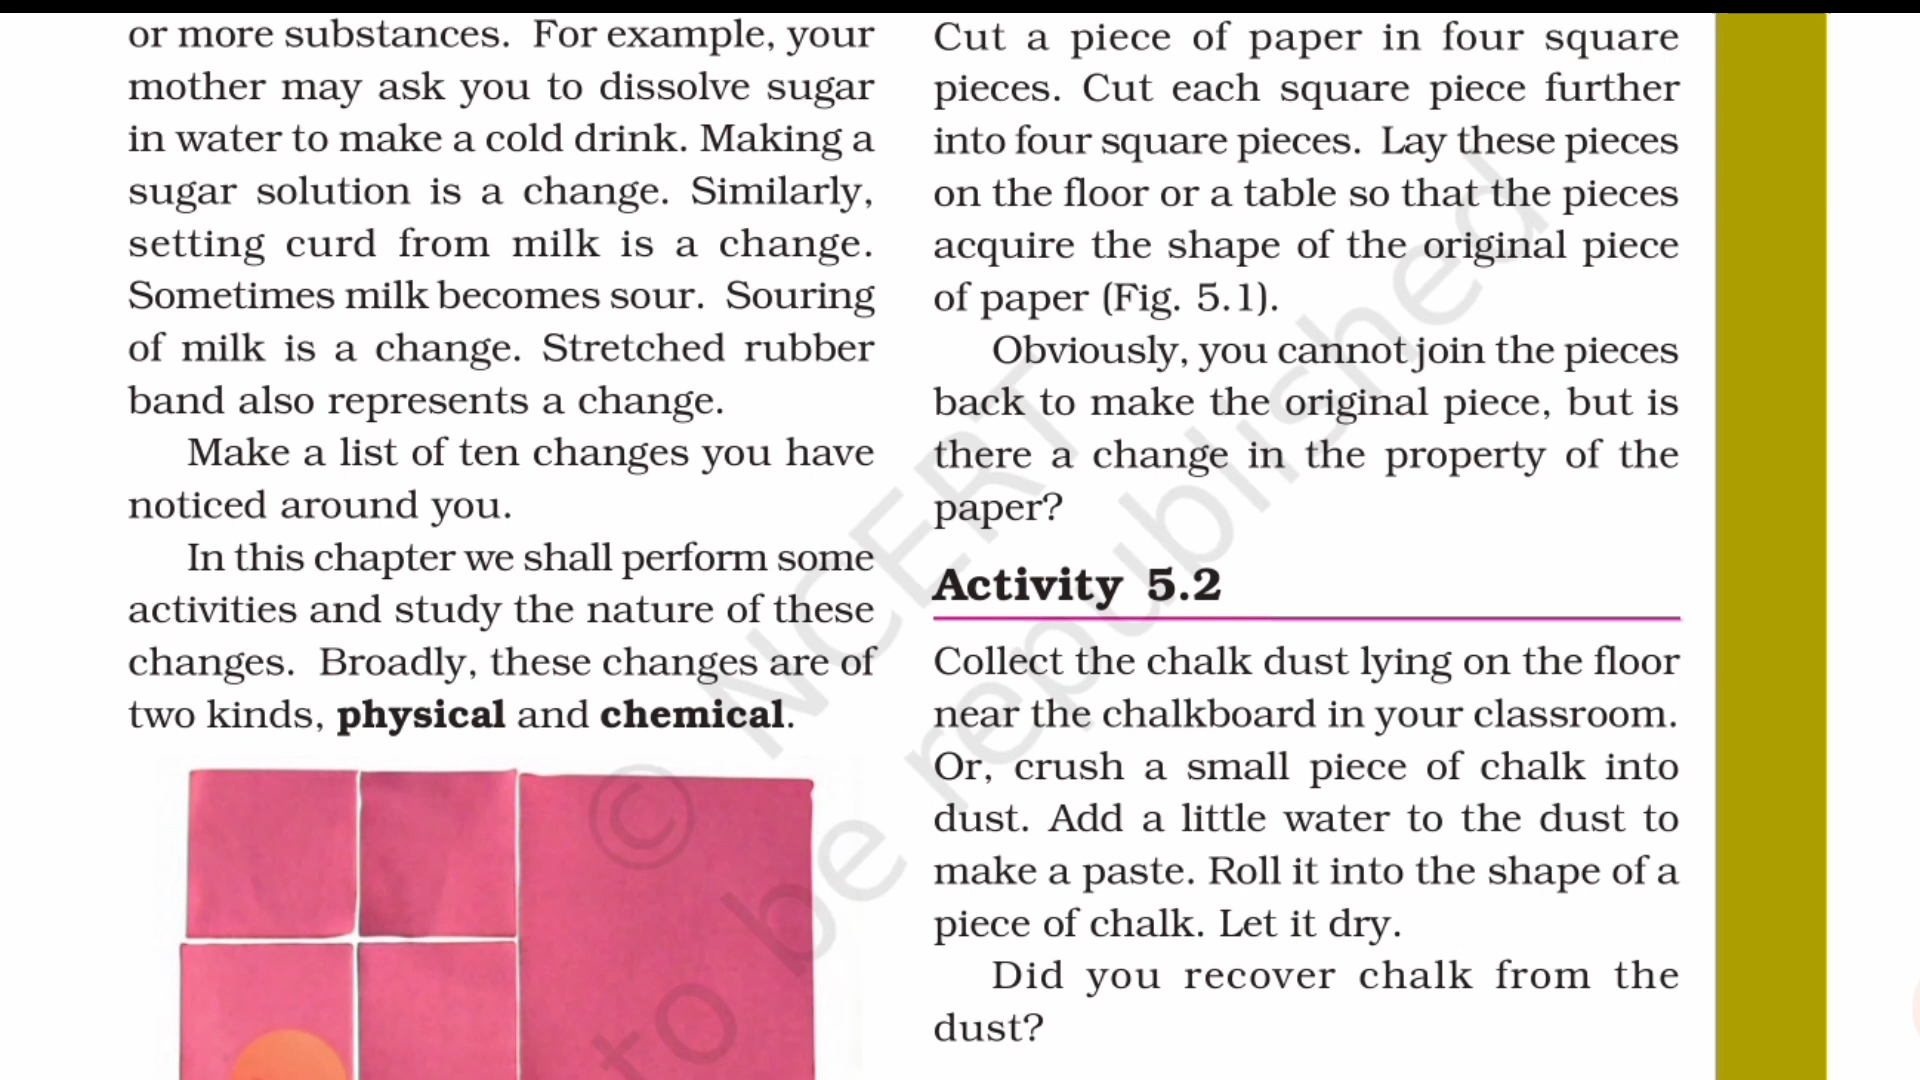 or more substances. For example, your
mother may ask you to dissolve sugar
in water to make a cold drink. Making a
sugar solution is a change. Similarly,
setting curd from milk is a change.
Sometimes milk becomes sour. Souring
of milk is a change. Stretched rubber
band also represents a change.
Make a list of ten changes you have
noticed around you.
In this chapter we shall perform some
activities and study the nature of these
changes. Broadly, these changes are of
two kinds, physical and chemical.
Cut a piece of paper in four square
pieces. Cut each square piece further
into four square pieces. Lay these pieces
on the floor or a table so that the pieces
acquire the shape of the original piece
of paper (Fig. 5.1).
Obviously, you cannot join the pieces
back to make the original piece, but is
there a change in the property of the
paper?
Activity 5.2
Collect the chalk dust lying on the floor
near the chalkboard in your classroom.
Or, crush a small piece of chalk into
dust. Add a little water to the dust to
make a paste. Roll it into the shape of a
piece of chalk. Let it dry.
Did you recover chalk from the
dust?
© NCERT
to be republished